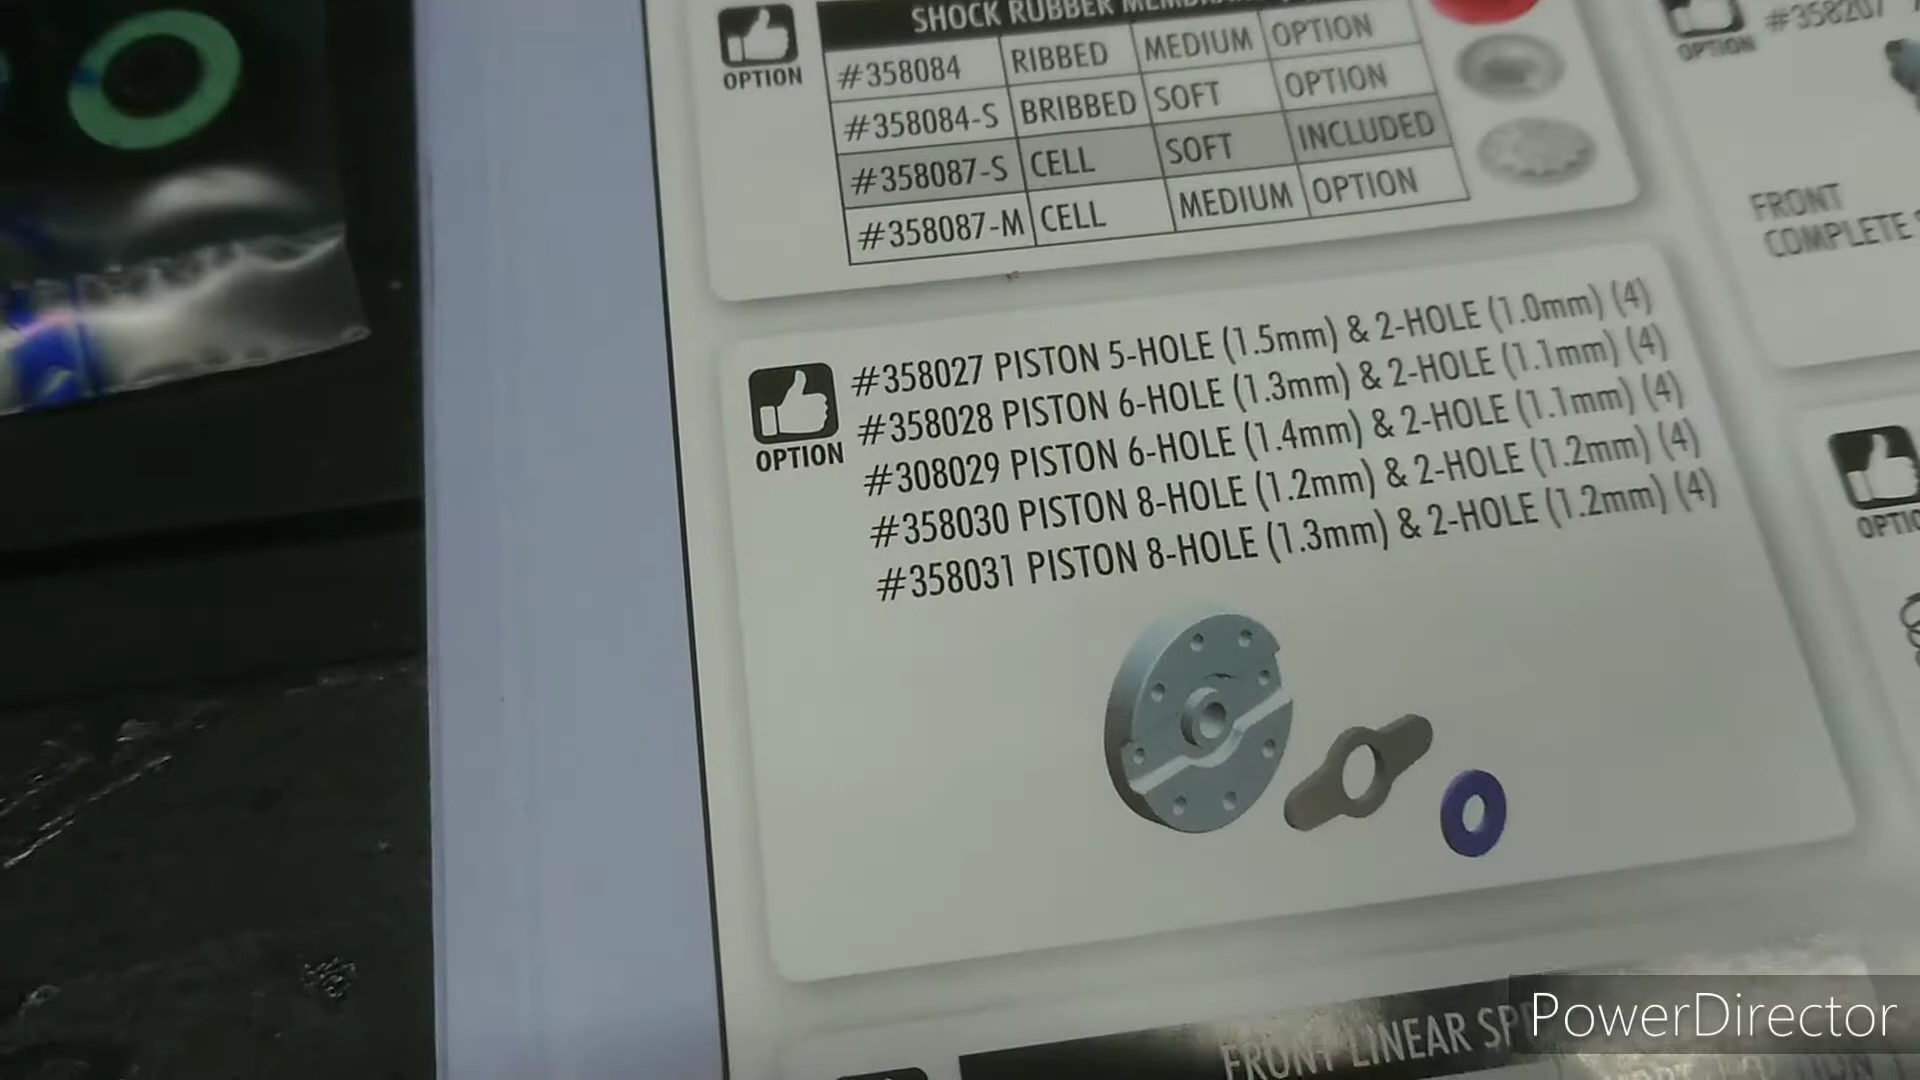 SHOCK RUBBER
OPTION
#358084 RIBBED MEDIUM OPTION
#358084-S BRIBBED SOFT OPTION
#358087-S CELL SOFT INCLUDED
#358087-M CELL MEDIUM OPTION
OPTION
FRONT
COMPLETE
OPTION
#358027 PISTON 5-HOLE (1.5mm) & 2-HOLE (1.0mm) (4)
#358028 PISTON 6-HOLE (1.3mm) & 2-HOLE (1.1mm) (4)
#308029 PISTON 6-HOLE (1.4mm) & 2-HOLE (1.1mm) (4)
#358030 PISTON 8-HOLE (1.2mm) & 2-HOLE (1.2mm) (4)
#358031 PISTON 8-HOLE (1.3mm) & 2-HOLE (1.2mm) (4)
FRONT LINEAR SP
PowerDirector